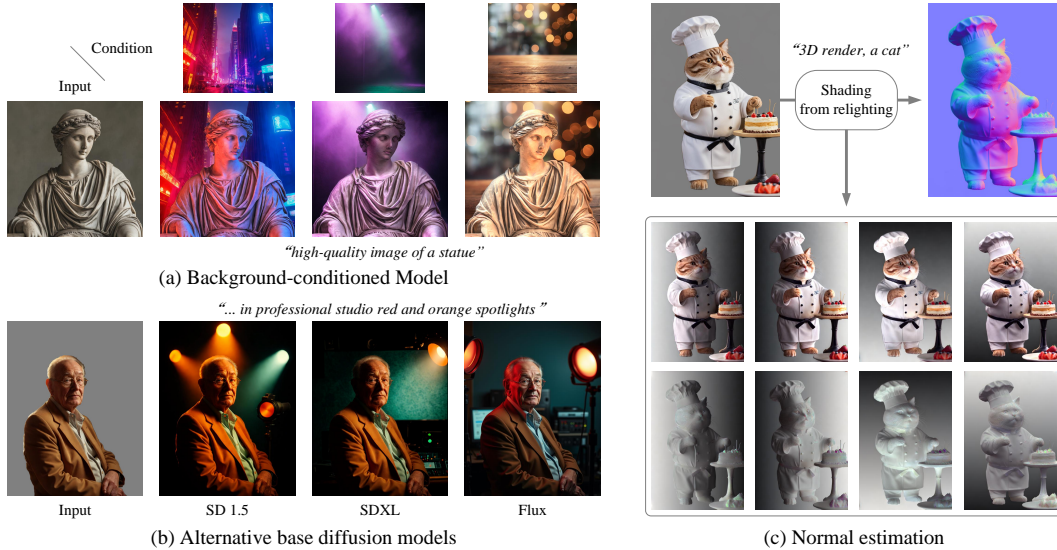 Condition
Input
“high-quality image of a statue”
(a) Background-conditioned Model
“... in professional studio red and orange spotlights”
Input
SD 1.5
SDXL
Flux
(b) Alternative base diffusion models
“3D render, a cat”
Shading
from relighting
(c) Normal estimation